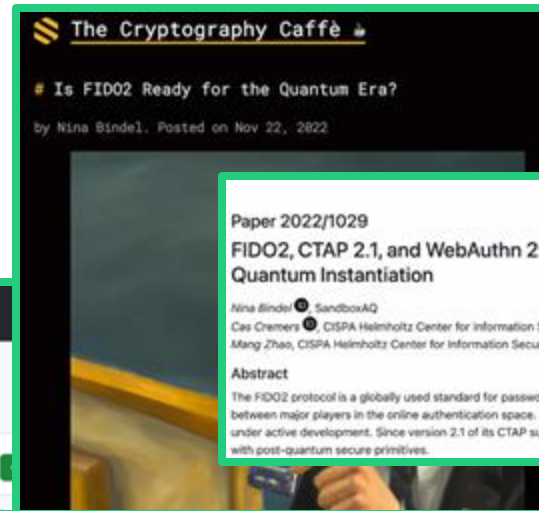 The Cryptography Caffè
# Is FIDO2 Ready for the Quantum Era?
by Nina Bindel. Posted on Nov 22, 2022
Paper 2022/1029
FIDO2, CTAP 2.1, and WebAuthn 2
Quantum Instantiation
Nina Bindel iD, SandboxAQ
Cas Cremers iD, CISPA Helmholtz Center for Information
Mang Zhao, CISPA Helmholtz Center for Information Secu
Abstract
The FIDO2 protocol is a globally used standard for passwo
between major players in the online authentication space.
under active development. Since version 2.1 of its CTAP su
with post-quantum secure primitives.